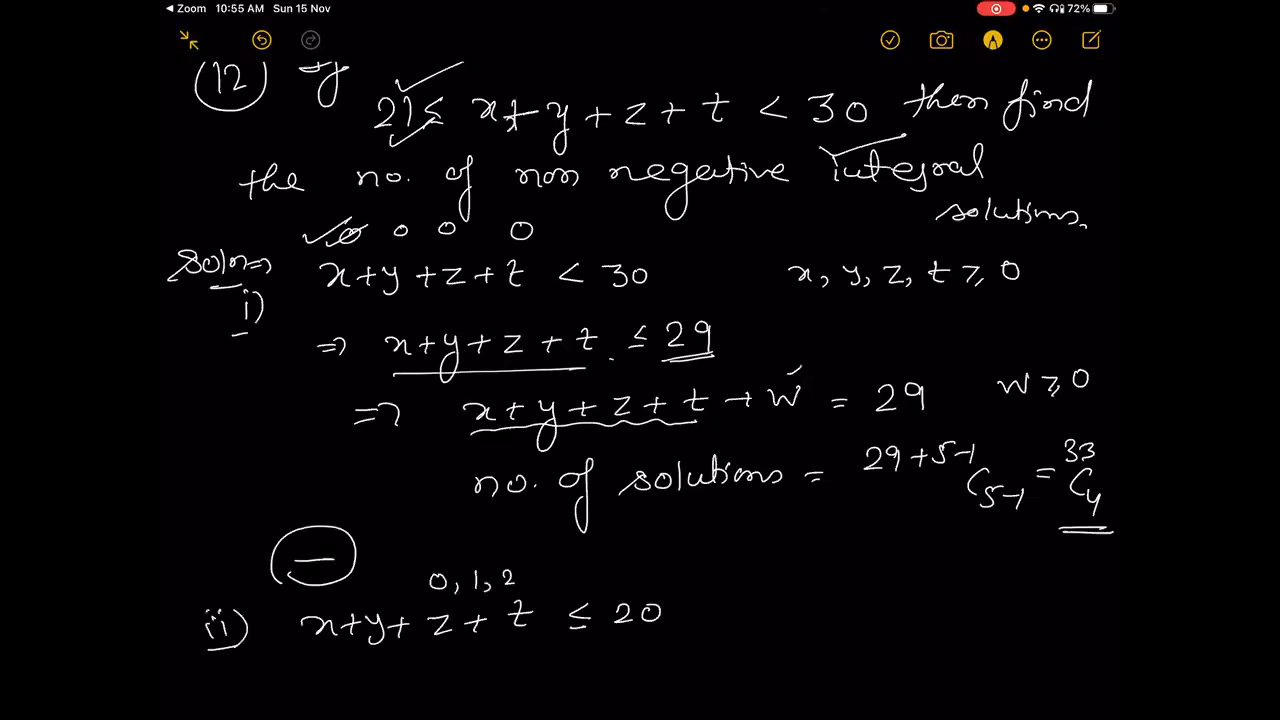 Zoom 10:55 AM Sun 15 Nov 72%
(12) If
21 ≤ x + y + z + t < 30 then find
the no. of non negative integral
solutions.
0 0 0 0
Soln ⇒ x + y + z + t < 30 x, y, z, t ≥ 0
i)
⇒ x + y + z + t ≤ 29
⇒ x + y + z + t + w = 29 w ≥ 0
no. of solutions = ²⁹⁺⁵⁻¹C₅₋₁ = ³³C₄
–
0, 1, 2
ii) x + y + z + t ≤ 20